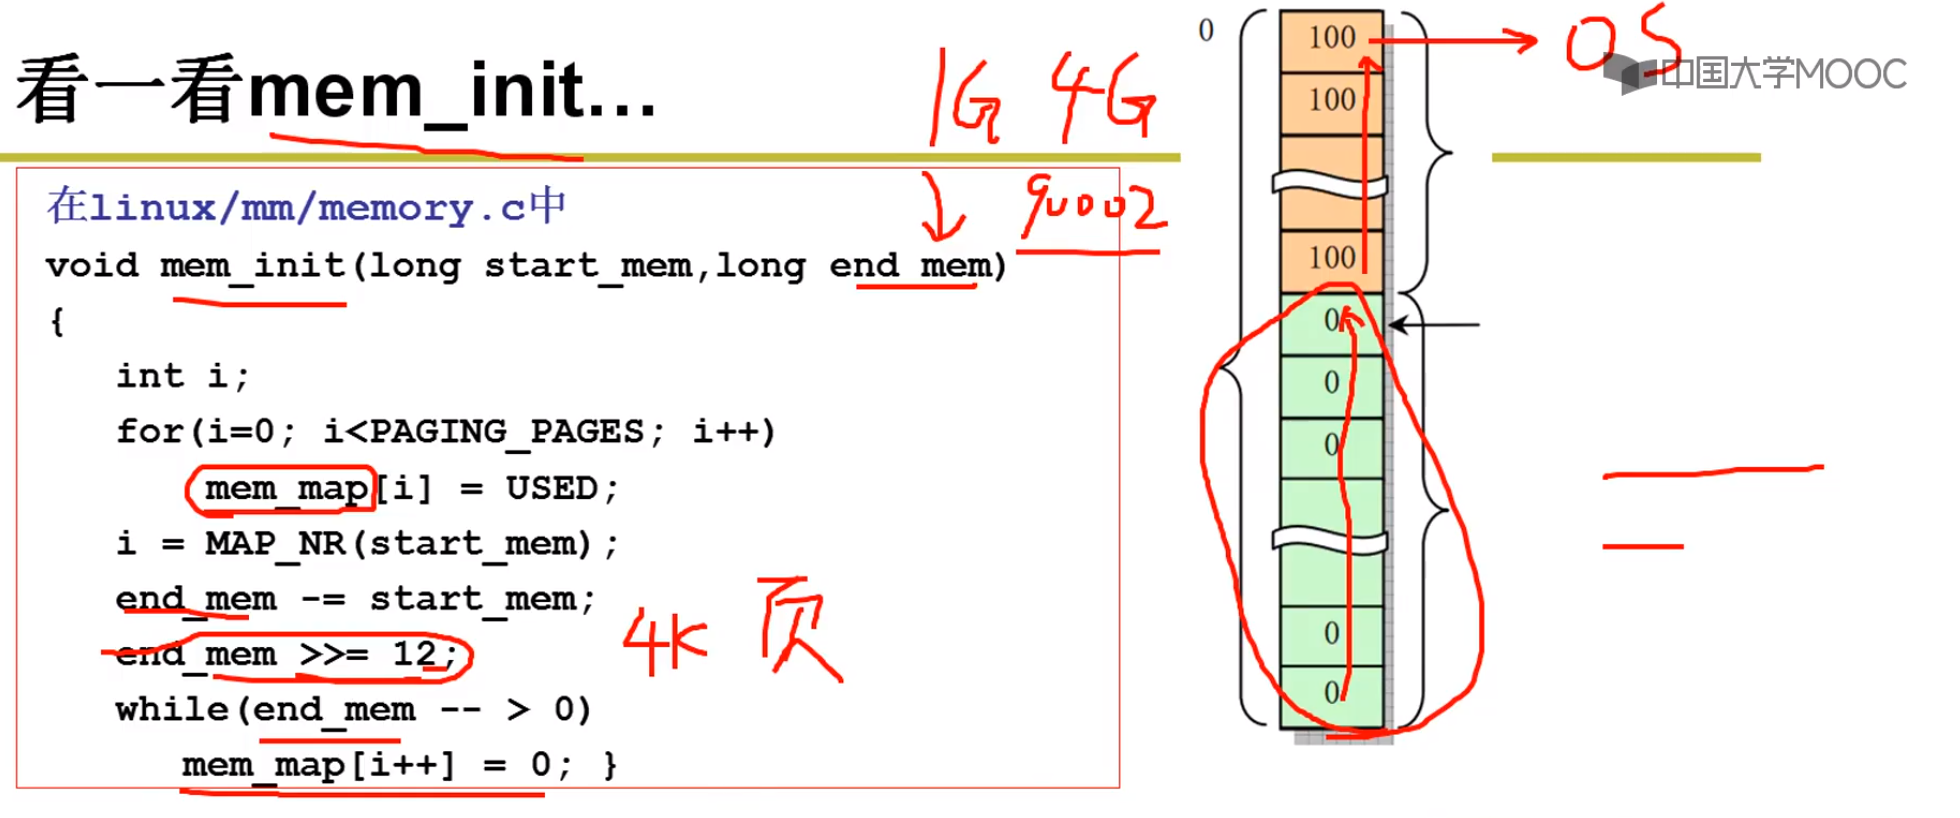 看一看mem_init…
在linux/mm/memory.c中
void mem_init(long start_mem,long end_mem)
{
int i;
for(i=0; i<PAGING_PAGES; i++)
mem_map[i] = USED;
i = MAP_NR(start_mem);
end_mem -= start_mem;
end_mem >>= 12;
while(end_mem -- > 0)
mem_map[i++] = 0; }
1G 4G
90002
4K 页
0
100
100
100
0
0
0
0
0
OS
中国大学MOOC